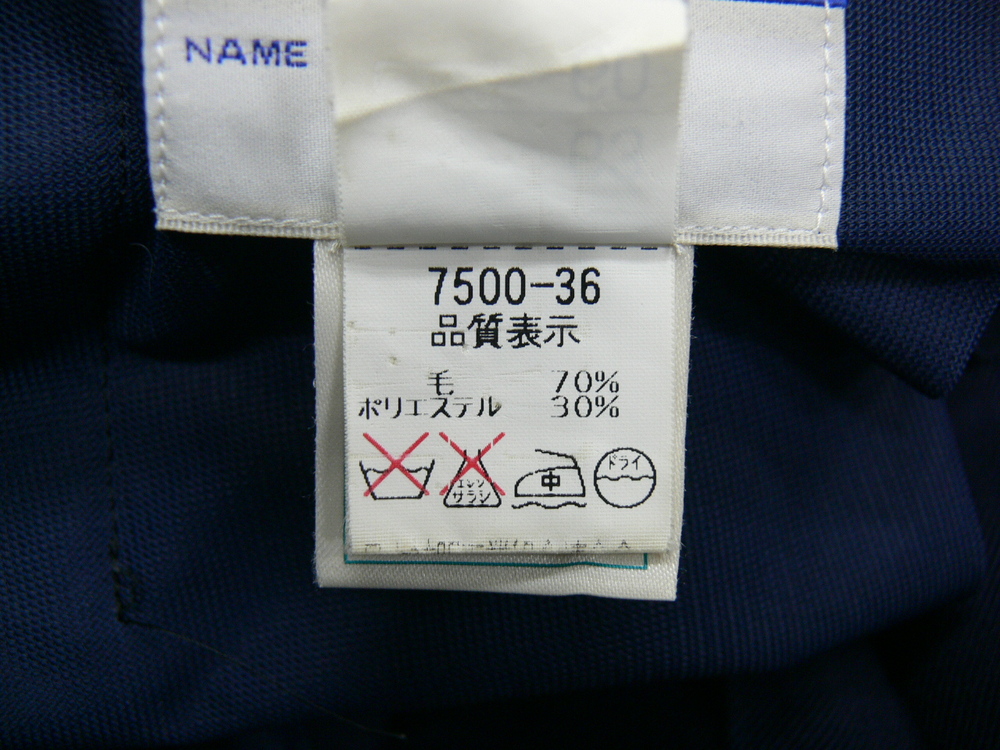 NAME
7500-36
品質表示
毛 70%
ポリエステル 30%
エンソ
サラシ
中
ドライ